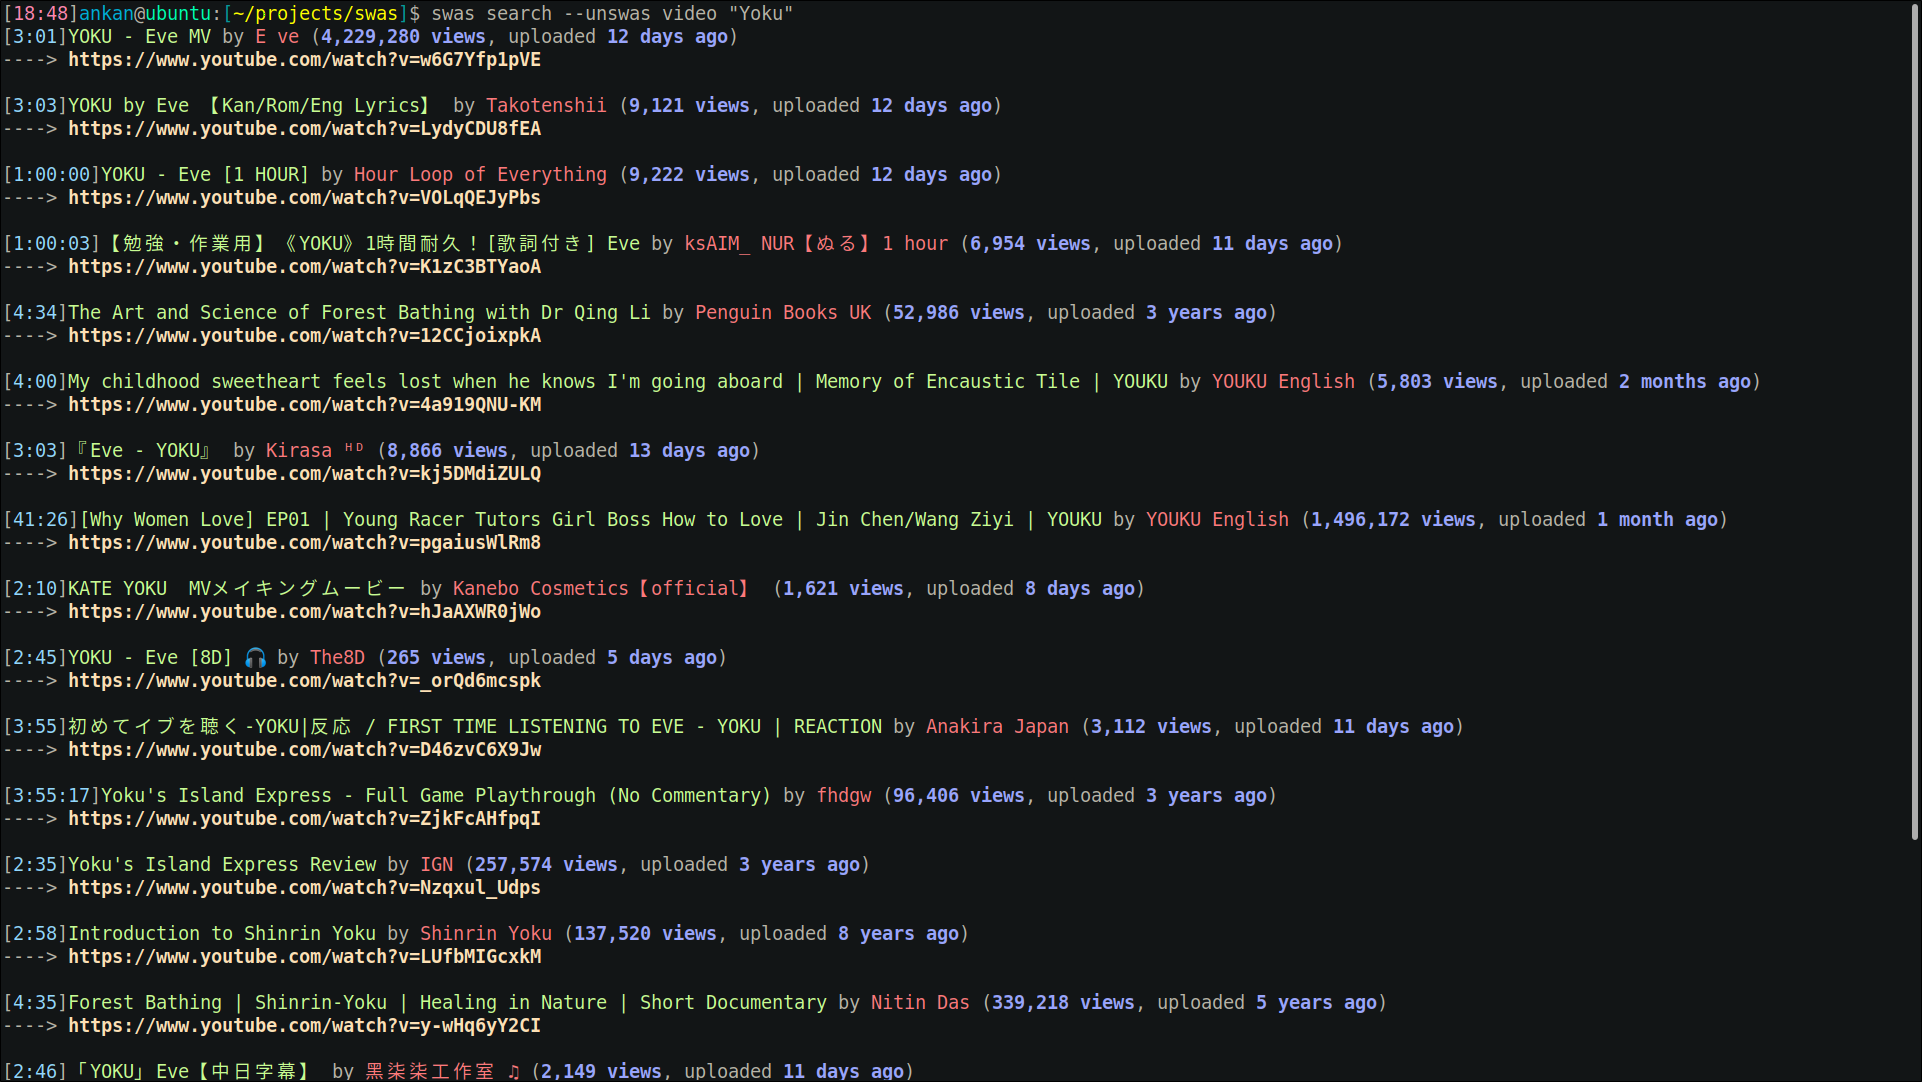 [18:48]ankan@ubuntu:[~/projects/swas]$ swas search --unswas video "Yoku"
[3:01]YOKU - Eve MV by E ve (4,229,280 views, uploaded 12 days ago)
----> https://www.youtube.com/watch?v=w6G7Yfp1pVE
[3:03]YOKU by Eve 【Kan/Rom/Eng Lyrics】 by Takotenshii (9,121 views, uploaded 12 days ago)
----> https://www.youtube.com/watch?v=LydyCDU8fEA
[1:00:00]YOKU - Eve [1 HOUR] by Hour Loop of Everything (9,222 views, uploaded 12 days ago)
----> https://www.youtube.com/watch?v=VOLqQEJyPbs
[1:00:03]【勉強・作業用】《YOKU》1時間耐久！[歌詞付き] Eve by ksAIM_ NUR【ぬる】1 hour (6,954 views, uploaded 11 days ago)
----> https://www.youtube.com/watch?v=K1zC3BTYaoA
[4:34]The Art and Science of Forest Bathing with Dr Qing Li by Penguin Books UK (52,986 views, uploaded 3 years ago)
----> https://www.youtube.com/watch?v=12CCjoixpkA
[4:00]My childhood sweetheart feels lost when he knows I'm going aboard | Memory of Encaustic Tile | YOUKU by YOUKU English (5,803 views, uploaded 2 months ago)
----> https://www.youtube.com/watch?v=4a919QNU-KM
[3:03]『Eve - YOKU』 by Kirasa ᴴᴰ (8,866 views, uploaded 13 days ago)
----> https://www.youtube.com/watch?v=kj5DMdiZULQ
[41:26][Why Women Love] EP01 | Young Racer Tutors Girl Boss How to Love | Jin Chen/Wang Ziyi | YOUKU by YOUKU English (1,496,172 views, uploaded 1 month ago)
----> https://www.youtube.com/watch?v=pgaiusWlRm8
[2:10]KATE YOKU　MVメイキングムービー by Kanebo Cosmetics【official】 (1,621 views, uploaded 8 days ago)
----> https://www.youtube.com/watch?v=hJaAXWR0jWo
[2:45]YOKU - Eve [8D] 🎧 by The8D (265 views, uploaded 5 days ago)
----> https://www.youtube.com/watch?v=_orQd6mcspk
[3:55]初めてイブを聴く-YOKU|反応 / FIRST TIME LISTENING TO EVE - YOKU | REACTION by Anakira Japan (3,112 views, uploaded 11 days ago)
----> https://www.youtube.com/watch?v=D46zvC6X9Jw
[3:55:17]Yoku's Island Express - Full Game Playthrough (No Commentary) by fhdgw (96,406 views, uploaded 3 years ago)
----> https://www.youtube.com/watch?v=ZjkFcAHfpqI
[2:35]Yoku's Island Express Review by IGN (257,574 views, uploaded 3 years ago)
----> https://www.youtube.com/watch?v=Nzqxul_Udps
[2:58]Introduction to Shinrin Yoku by Shinrin Yoku (137,520 views, uploaded 8 years ago)
----> https://www.youtube.com/watch?v=LUfbMIGcxkM
[4:35]Forest Bathing | Shinrin-Yoku | Healing in Nature | Short Documentary by Nitin Das (339,218 views, uploaded 5 years ago)
----> https://www.youtube.com/watch?v=y-wHq6yY2CI
[2:46]「YOKU」Eve【中日字幕】 by 黑柒柒工作室 ♫ (2,149 views, uploaded 11 days ago)